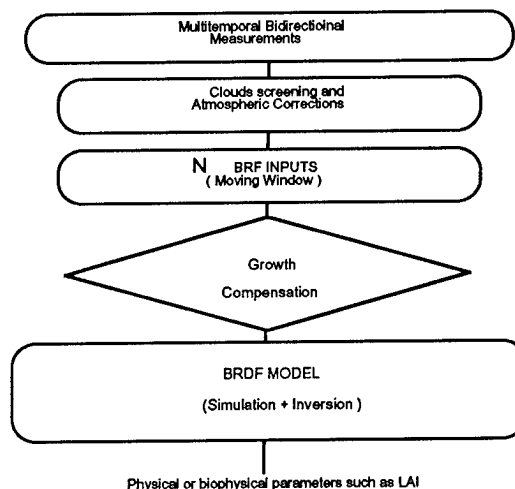 Multitemporal Bidirectioinal
Measurements
Clouds screening and
Atmospheric Corrections
N BRF INPUTS
( Moving Window )
Growth
Compensation
BRDF MODEL
(Simulation + Inversion )
Physical or biophysical parameters such as LAI